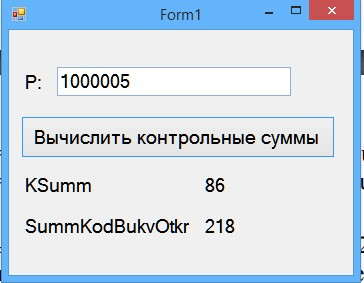 Form1
P: 1000005
Вычислить контрольные суммы
KSumm 86
SummKodBukvOtkr 218